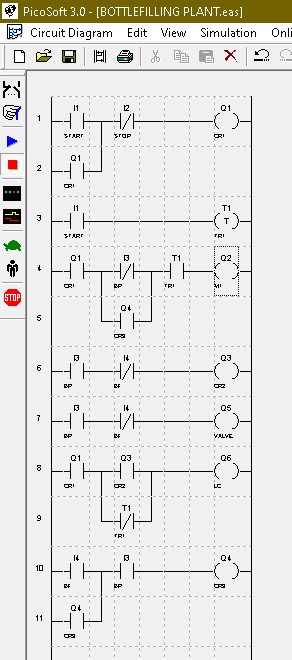 PicoSoft 3.0 - [BOTTLEFILLING PLANT.eas]
Circuit Diagram Edit View Simulation Onli
STOP
1 I1 I2 Q1
START STOP CR1
2 Q1
CR1
3 I1 T1
T
START TR1
4 Q1 I3 T1 Q2
CR1 BP TR1 M1
5 Q4
CR3
6 I3 I4 Q3
BP BF CR2
7 I3 I4 Q5
BP BF VALVE
8 Q1 Q3 Q6
CR1 CR2 LC
9 T1
TR1
10 I4 I3 Q4
BF BP CR3
11 Q4
CR3